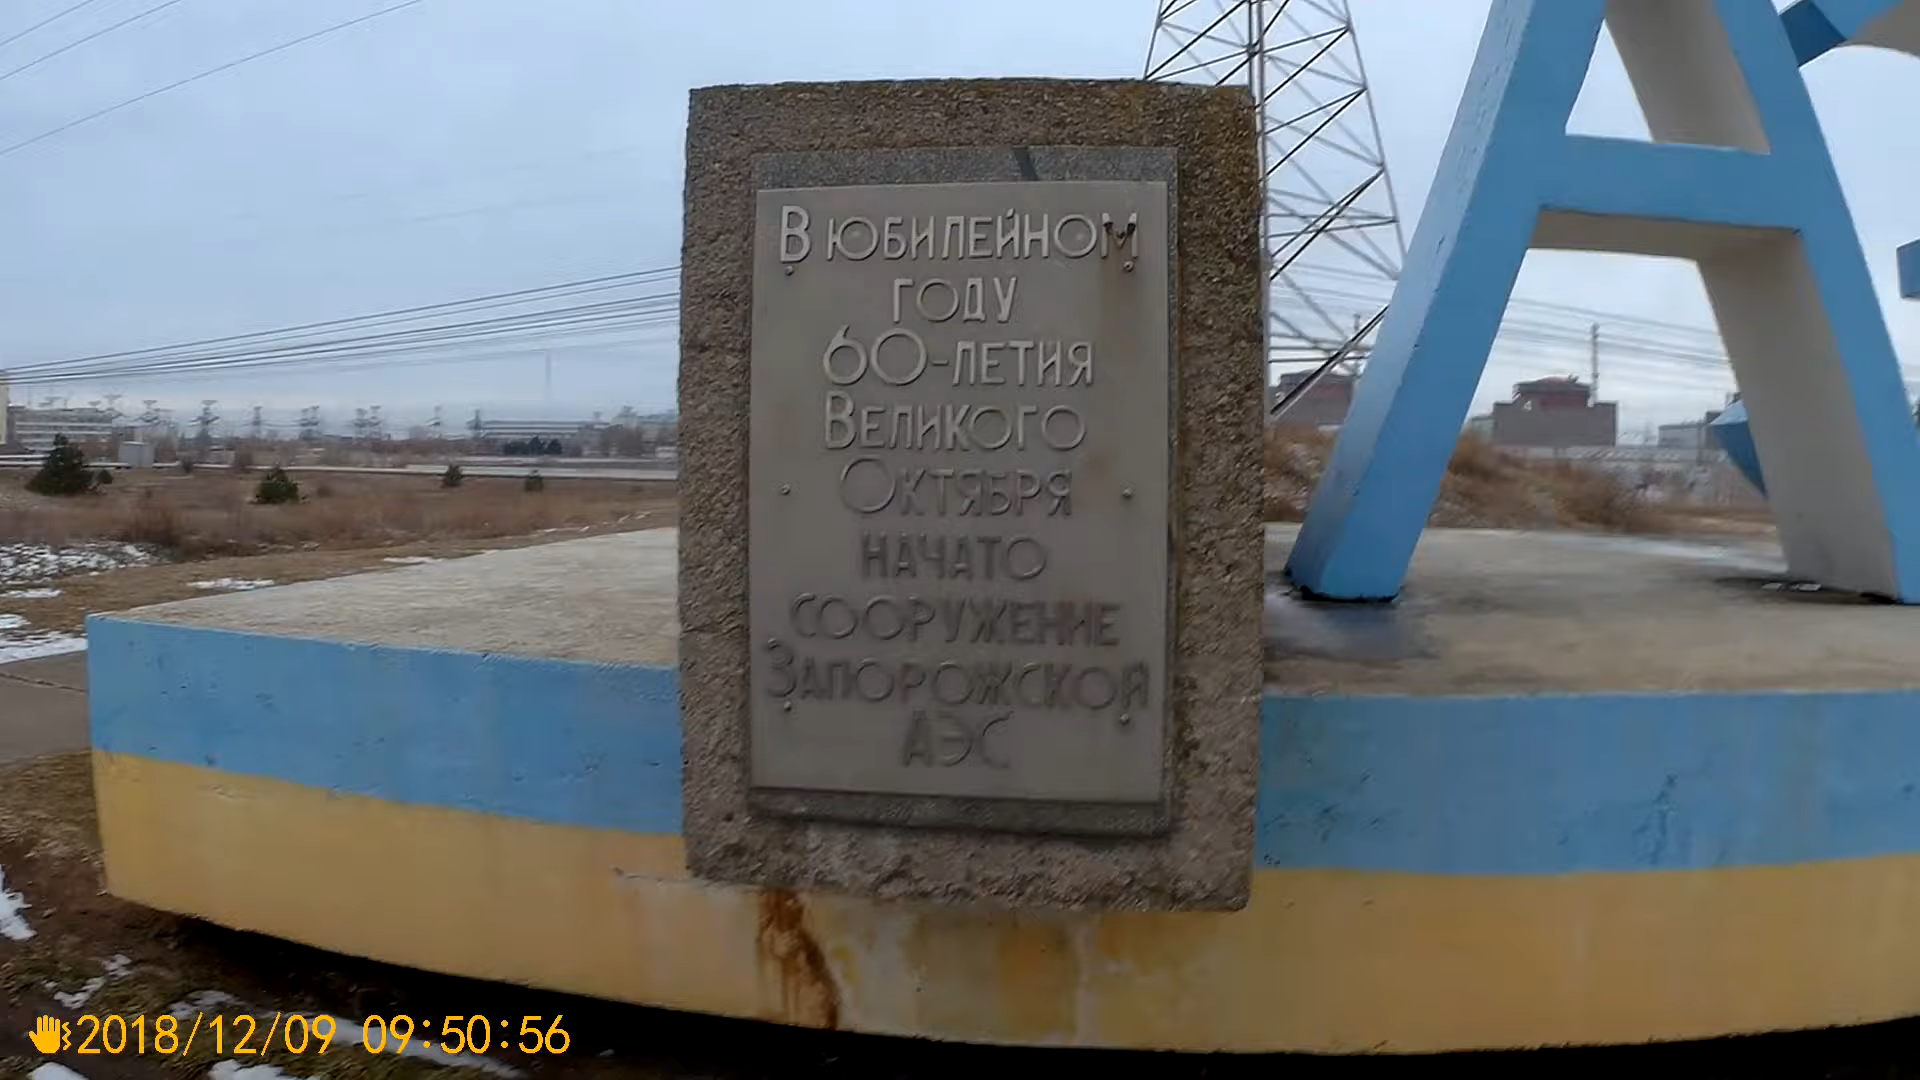 В ЮБИЛЕЙНОМ
ГОДУ
60-ЛЕТИЯ
ВЕЛИКОГО
ОКТЯБРЯ
НАЧАТО
СООРУЖЕНИЕ
ЗАПОРОЖСКОЙ
АЭС
А
2018/12/09 09:50:56